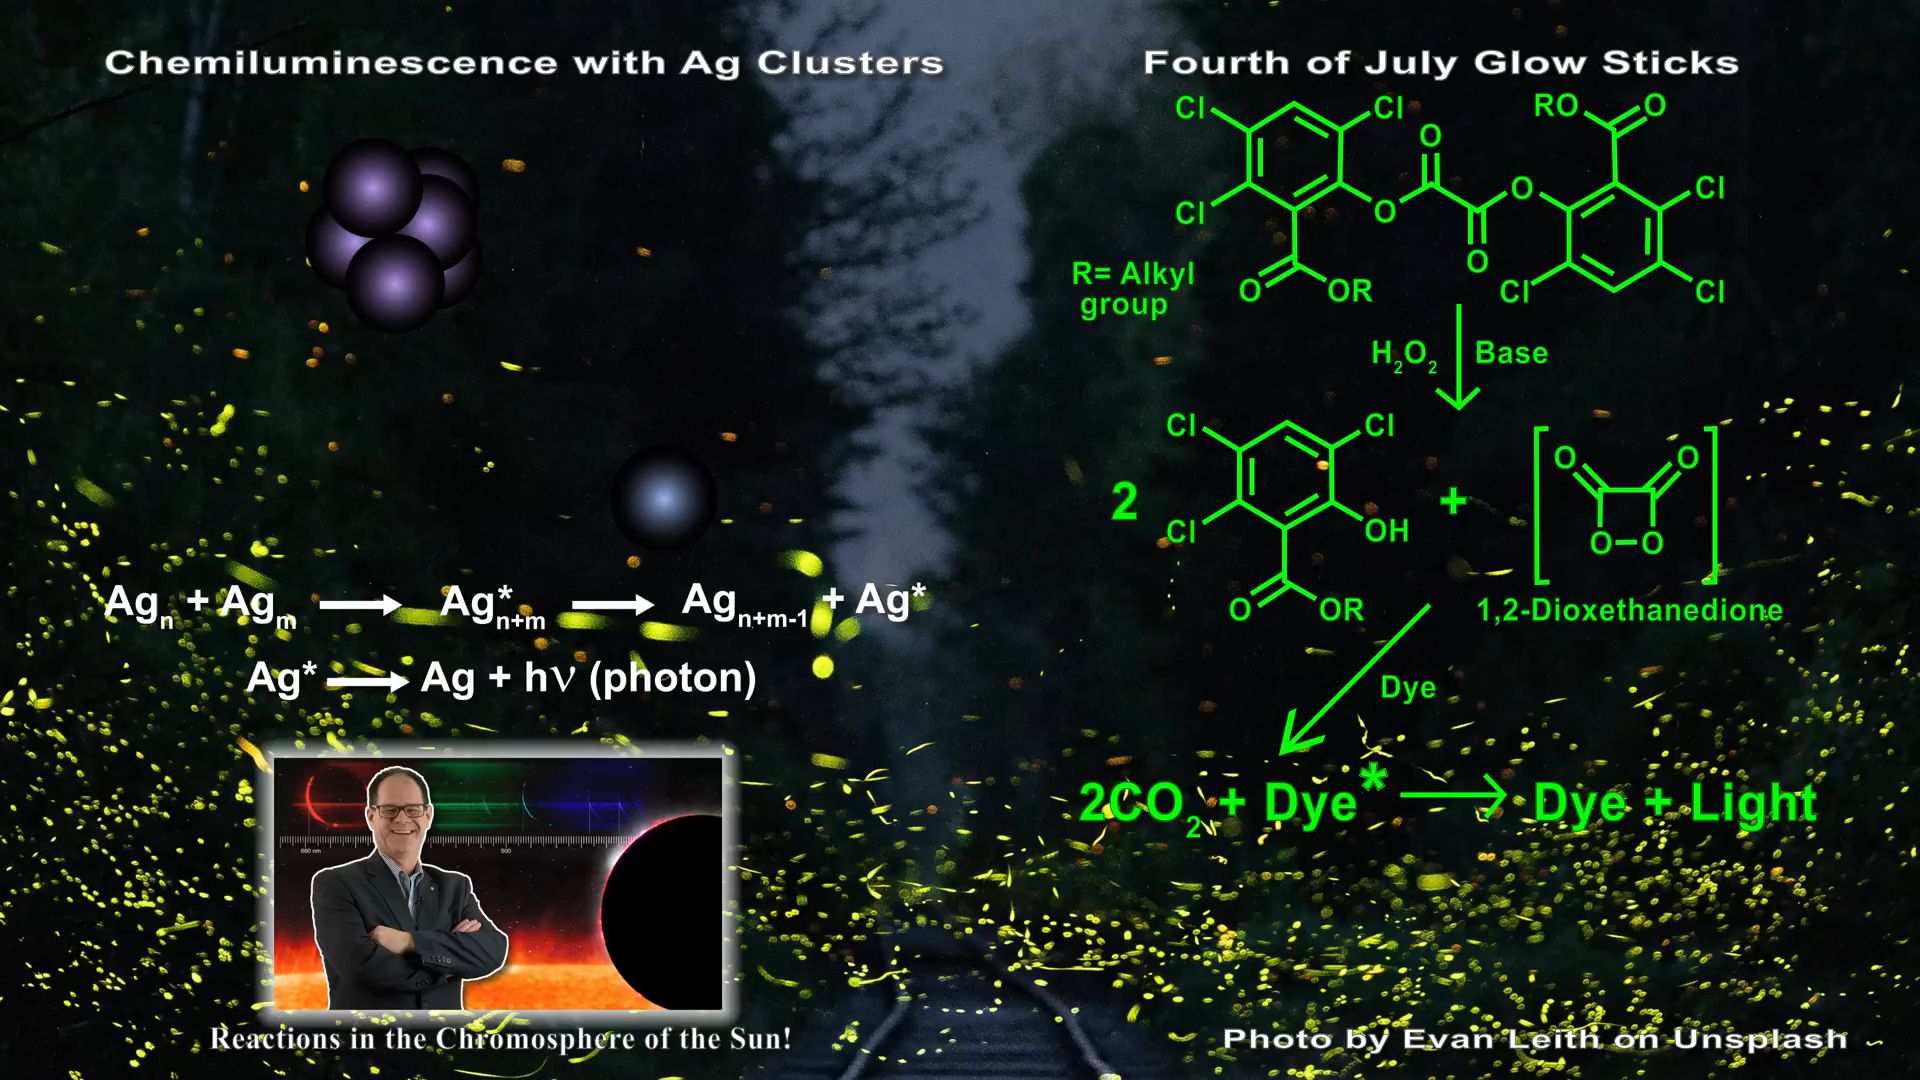 Chemiluminescence with Ag Clusters
Agn + Agm → Ag*n+m → Agn+m-1 + Ag*
Ag* → Ag + hν (photon)
660 nm 500
Reactions in the Chromosphere of the Sun!
Fourth of July Glow Sticks
Cl Cl O RO O
Cl O O Cl
R= Alkyl
group
O OR O Cl Cl
H2O2 Base
Cl Cl O O
2 + 
Cl OH O-O
O OR 1,2-Dioxethanedione
Dye
2CO2 + Dye* → Dye + Light
Photo by Evan Leith on Unsplash